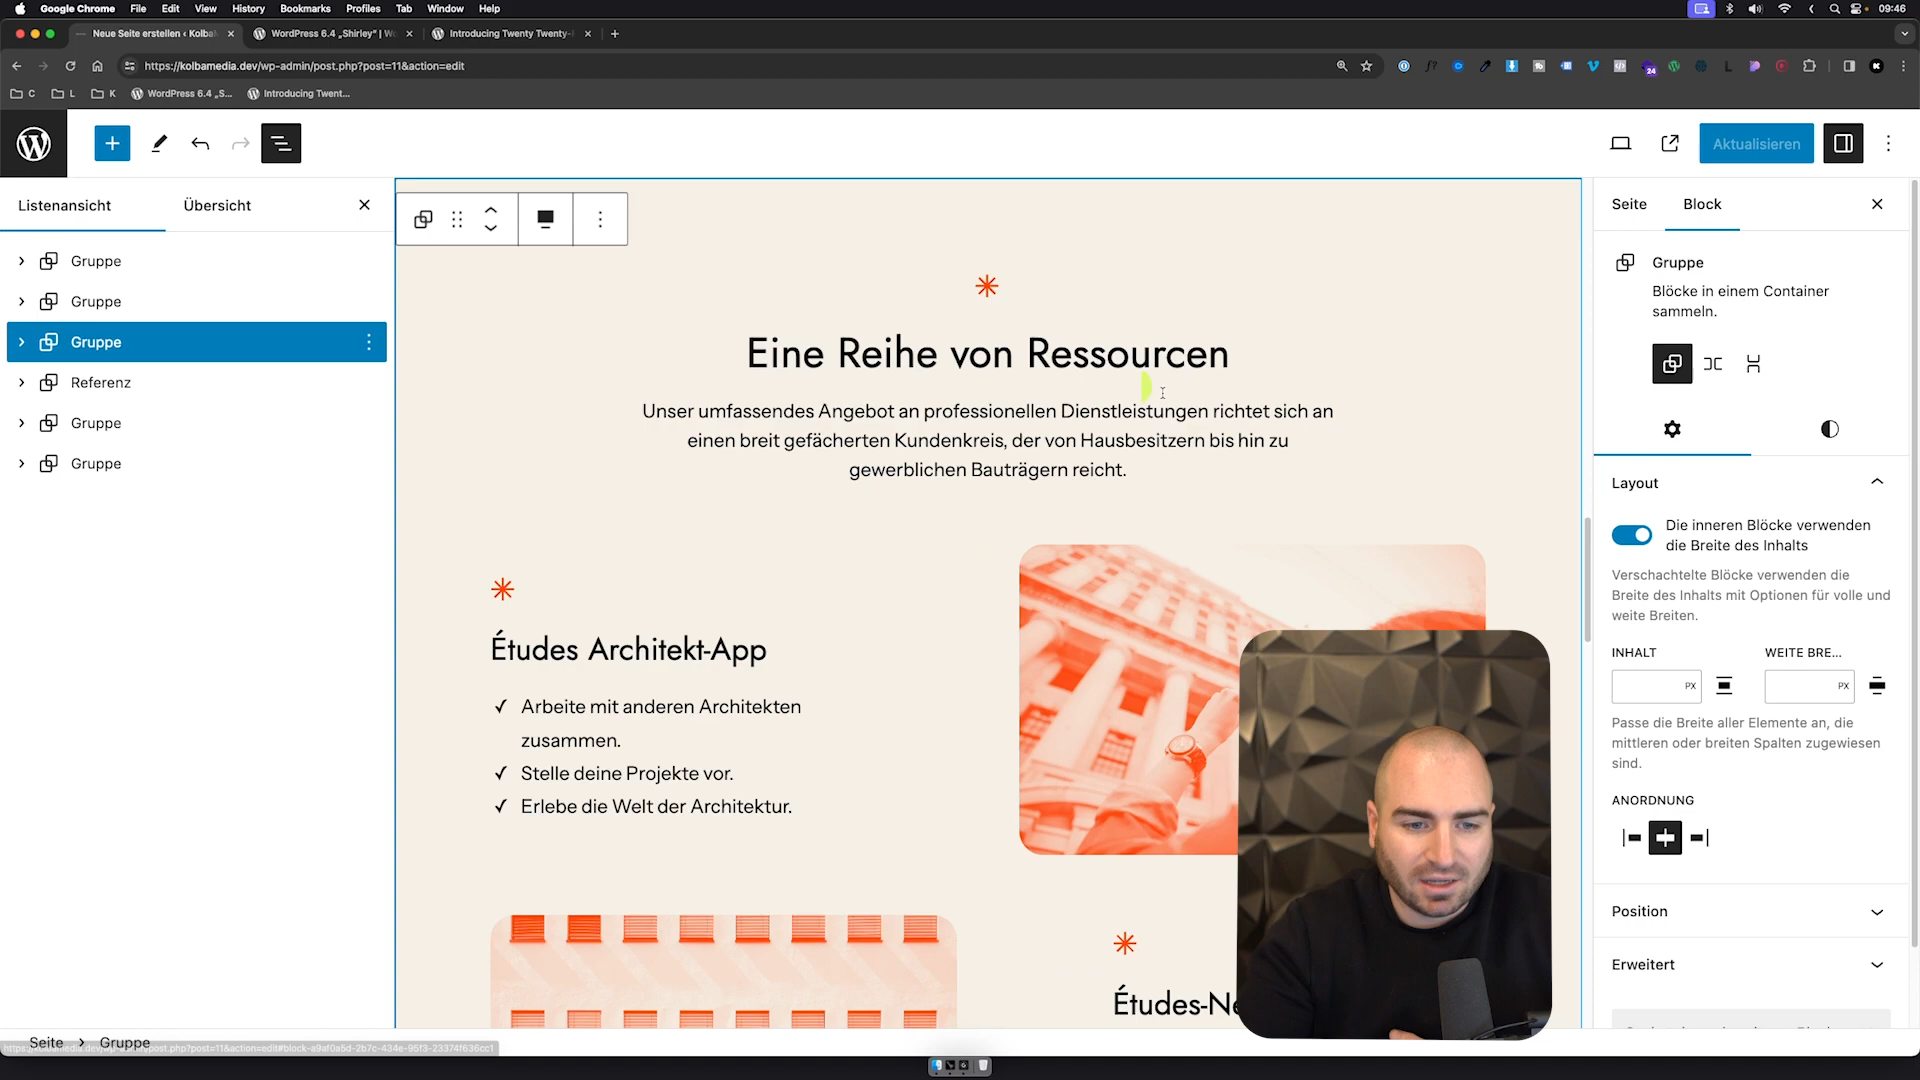 Google Chrome File Edit View History Bookmarks Profiles Tab Window Help 09:46
Neue Seite erstellen ‹ Kolba WordPress 6.4 „Shirley" | W Introducing Twenty Twenty-
https://kolbamedia.dev/wp-admin/post.php?post=11&action=edit
24
C L K WordPress 6.4 „S... Introducing Twent...
Aktualisieren
Listenansicht Übersicht
Gruppe
Gruppe
Gruppe
Referenz
Gruppe
Gruppe
Eine Reihe von Ressourcen
Unser umfassendes Angebot an professionellen Dienstleistungen richtet sich an
einen breit gefächerten Kundenkreis, der von Hausbesitzern bis hin zu
gewerblichen Bauträgern reicht.
Études Architekt-App
✓ Arbeite mit anderen Architekten
zusammen.
✓ Stelle deine Projekte vor.
✓ Erlebe die Welt der Architektur.
Études-Ne
Seite Block
Gruppe
Blöcke in einem Container
sammeln.
Layout
Die inneren Blöcke verwenden
die Breite des Inhalts
Verschachtelte Blöcke verwenden die
Breite des Inhalts mit Optionen für volle und
weite Breiten.
INHALT WEITE BRE...
PX PX
Passe die Breite aller Elemente an, die
mittleren oder breiten Spalten zugewiesen
sind.
ANORDNUNG
Position
Erweitert
Seite › Gruppe